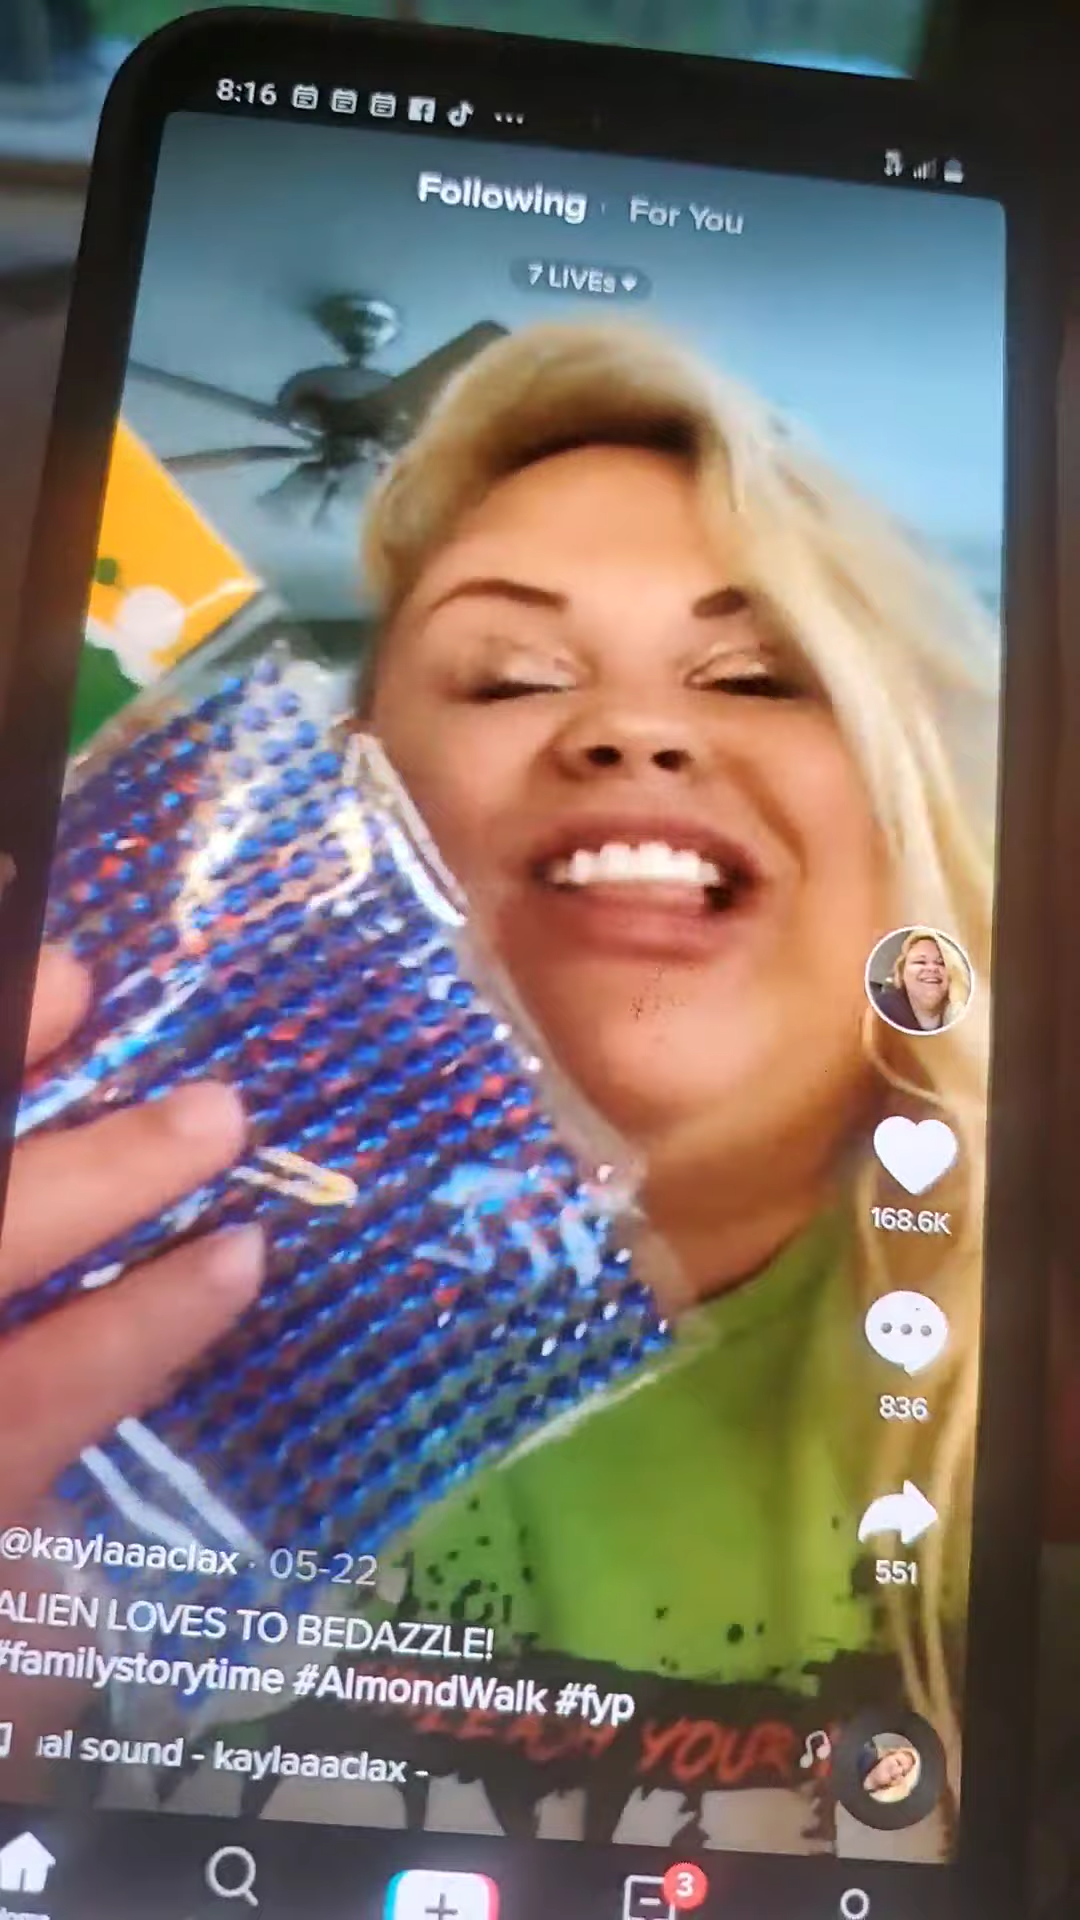 8:16
Following
For You
7 LIVEs
168.6K
836
551
@kaylaaaclax · 05-22
ALIEN LOVES TO BEDAZZLE!
#familystorytime #AlmondWalk #fyp
al sound - kaylaaaclax -
YOUR
3